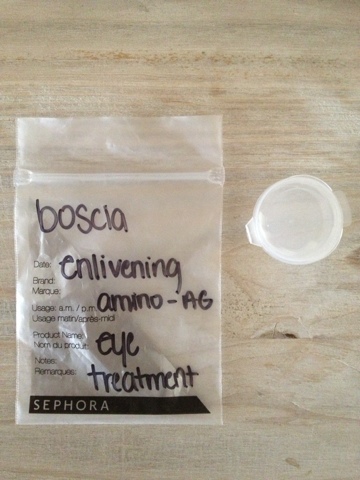 boscia
Date: enlivening
Brand:
Marque: amino-AG
Usage: a.m. / p.m.
Usage matin/après-midi
Product Name: eye
Nom du produit:
Notes: treatment
Remarques:
SEPHORA